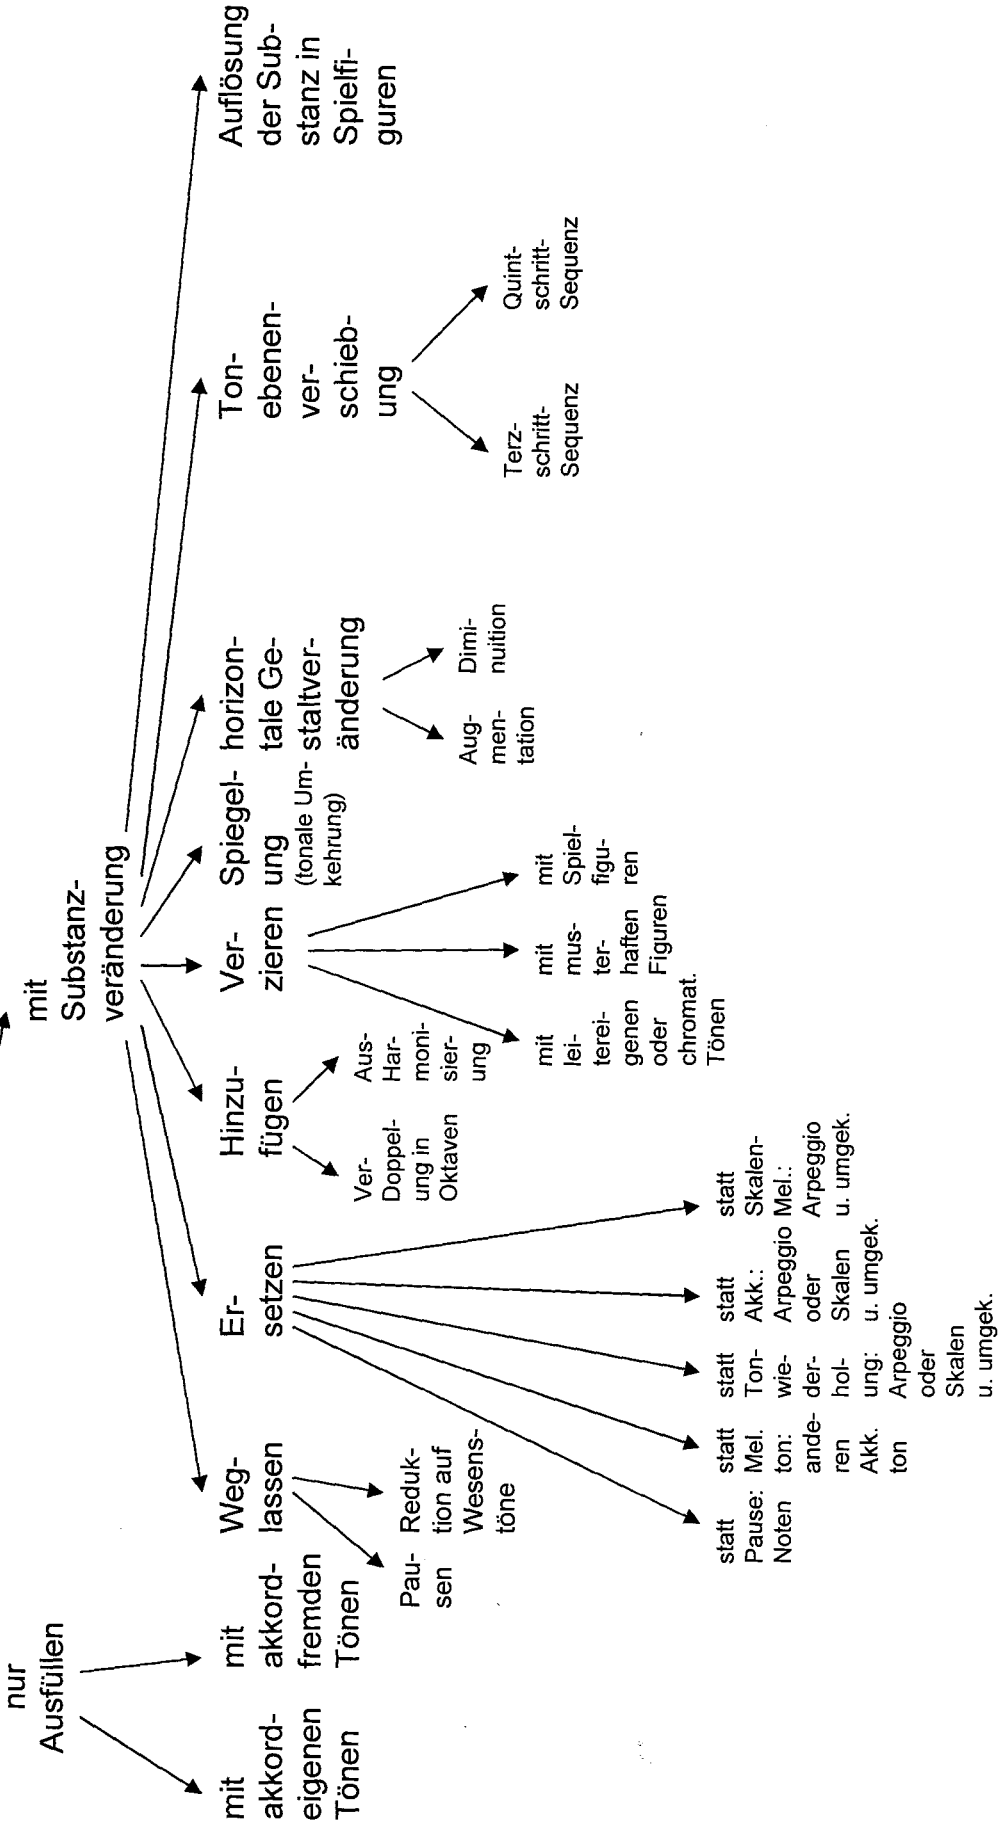 nur
Ausfüllen
mit
akkord-
eigenen
Tönen
mit
akkord-
fremden
Tönen
mit
Substanz-
veränderung
Weg-
lassen
Pau-
sen
Reduk-
tion auf
Wesens-
töne
Er-
setzen
statt
Pause:
Noten
statt
Mel.
ton:
ande-
ren
Akk.
ton
statt
Ton-
wie-
der-
hol-
ung:
Arpeggio
oder
Skalen
u. umgek.
statt
Akk.:
Arpeggio
oder
Skalen
u. umgek.
statt
Skalen-
Mel.:
Arpeggio
u. umgek.
Hinzu-
fügen
Ver-
Doppel-
ung in
Oktaven
Aus-
Har-
moni-
sier-
ung
Ver-
zieren
mit
lei-
terei-
genen
oder
chromat.
Tönen
mit
mus-
ter-
haften
Figuren
mit
Spiel-
figu-
ren
Spiegel-
ung
(tonale Um-
kehrung)
horizon-
tale Ge-
staltver-
änderung
Aug-
men-
tation
Dimi-
nuition
Ton-
ebenen-
ver-
schieb-
ung
Terz-
schritt-
Sequenz
Quint-
schritt-
Sequenz
Auflösung
der Sub-
stanz in
Spielfi-
guren